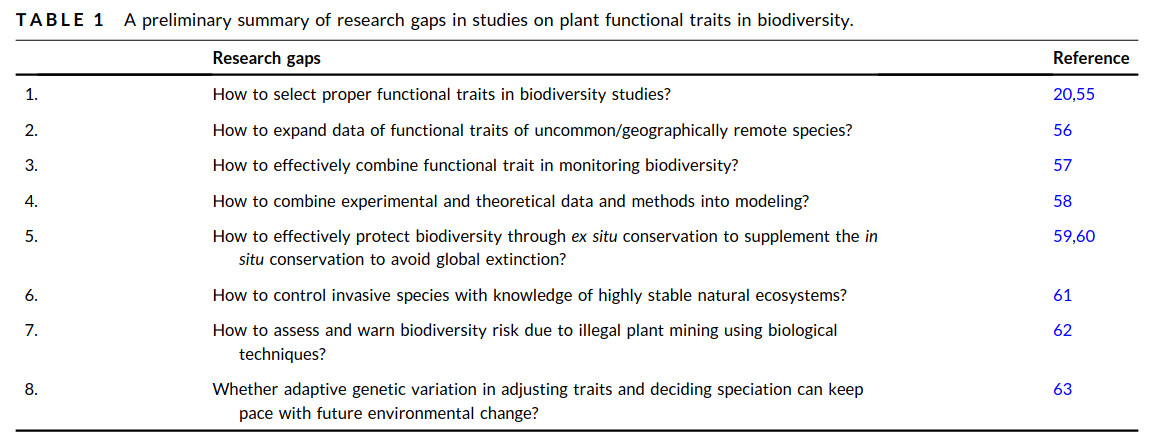 TABLE 1 A preliminary summary of research gaps in studies on plant functional traits in biodiversity.
Research gaps Reference
1. How to select proper functional traits in biodiversity studies? 20,55
2. How to expand data of functional traits of uncommon/geographically remote species? 56
3. How to effectively combine functional trait in monitoring biodiversity? 57
4. How to combine experimental and theoretical data and methods into modeling? 58
5. How to effectively protect biodiversity through ex situ conservation to supplement the in 59,60
situ conservation to avoid global extinction?
6. How to control invasive species with knowledge of highly stable natural ecosystems? 61
7. How to assess and warn biodiversity risk due to illegal plant mining using biological 62
techniques?
8. Whether adaptive genetic variation in adjusting traits and deciding speciation can keep 63
pace with future environmental change?